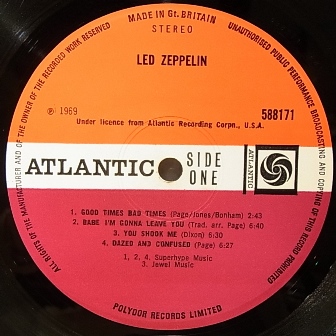 MADE IN Gt. BRITAIN
UNAUTHORISED PUBLIC PERFORMANCE BROADCASTING AND COPYING OF THIS RECORD PROHIBITED
ALL RIGHTS OF THE MANUFACTURER AND OF THE OWNER OF THE RECORDED WORK RESERVED
STEREO
LED ZEPPELIN
℗ 1969
588171
Under licence from Atlantic Recording Corpn., U.S.A.
ATLANTIC
SIDE
ONE
ATLANTIC
1. GOOD TIMES BAD TIMES (Page/Jones/Bonham) 2:43
2. BABE I'M GONNA LEAVE YOU (Trad. arr. Page) 6:40
3. YOU SHOOK ME (Dixon) 6:30
4. DAZED AND CONFUSED (Page) 6:27
1, 2, 4. Superhype Music
3. Jewel Music
POLYDOR RECORDS LIMITED